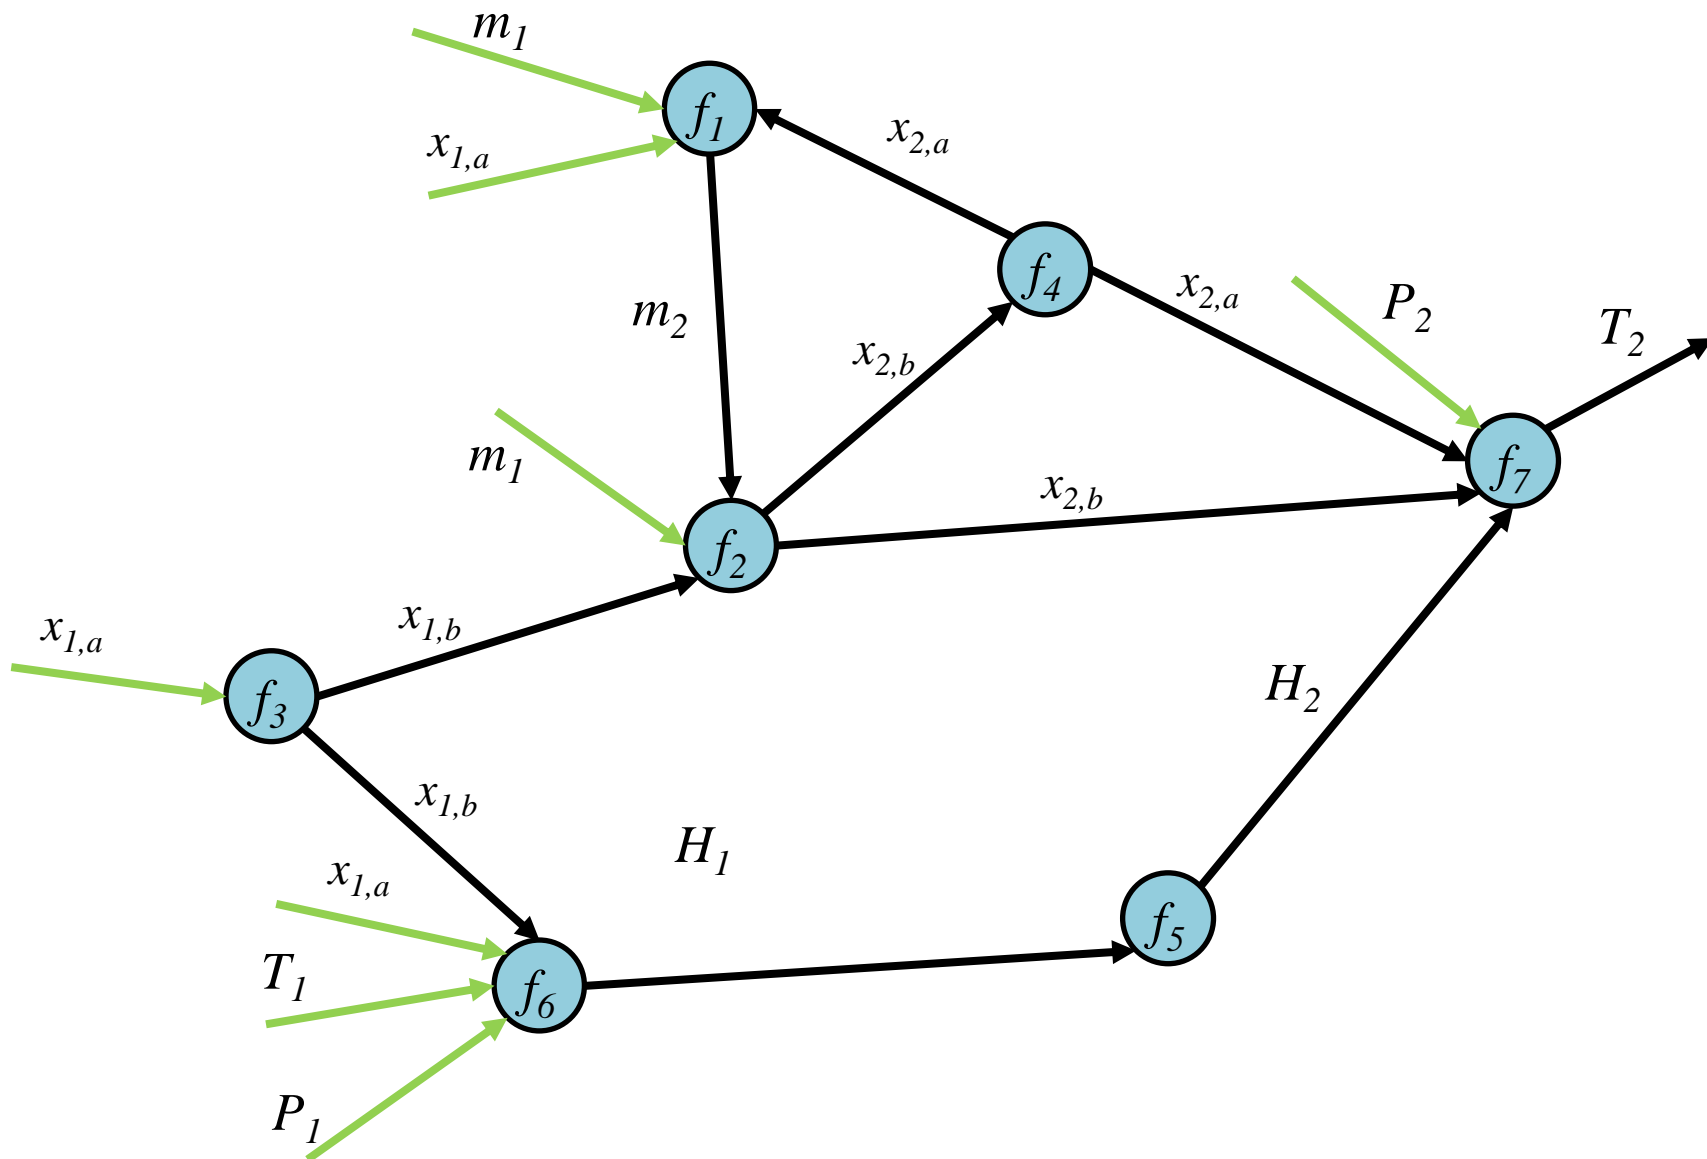 m1
f1
x1,a
x2,a
f4
x2,a
P2
T2
m2
x2,b
m1
f7
x2,b
f2
x1,b
x1,a
f3
H2
x1,b
H1
x1,a
f5
T1
f6
P1